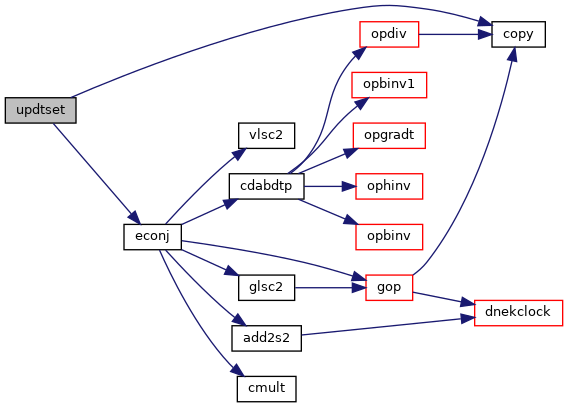 opdiv
copy
opbinv1
updtset
vlsc2
opgradt
cdabdtp
ophinv
econj
opbinv
glsc2
gop
dnekclock
add2s2
cmult